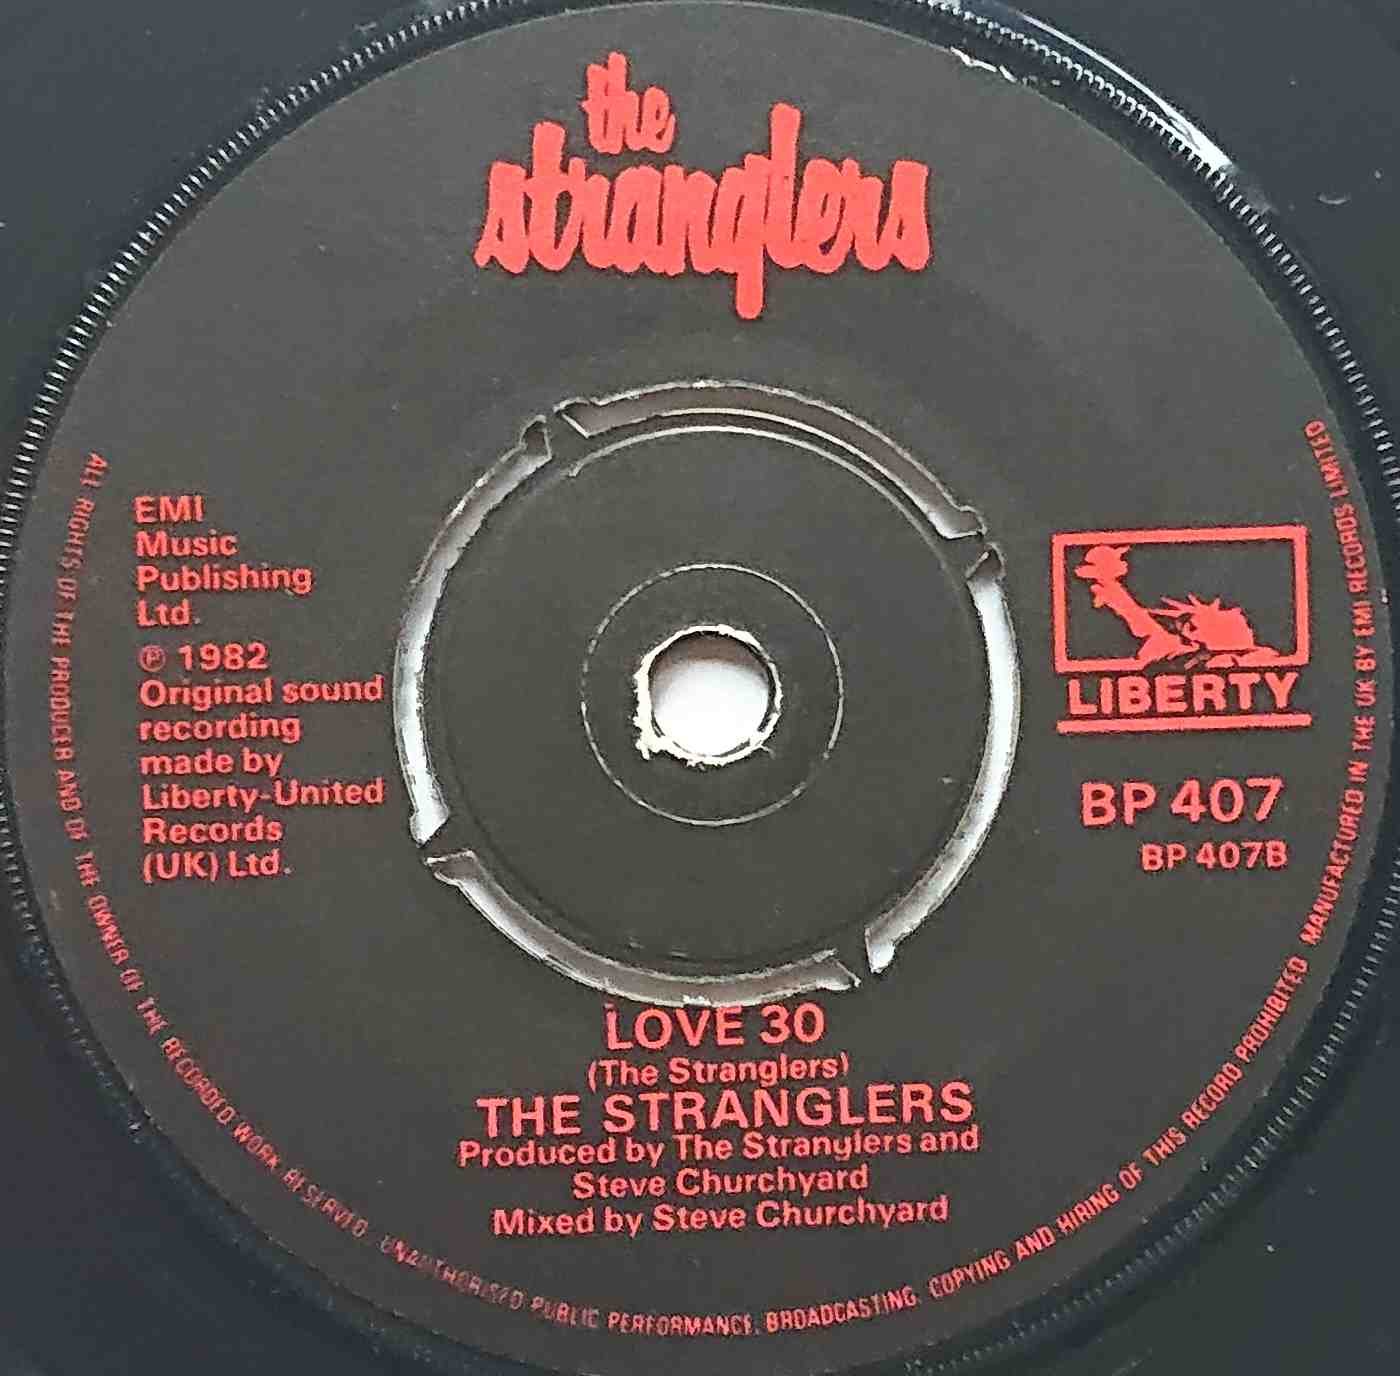 the
stranglers
EMI
Music
Publishing
Ltd.
℗ 1982
Original sound
recording
made by
Liberty-United
Records
(UK) Ltd.
LIBERTY
BP 407
BP 407B
LOVE 30
(The Stranglers)
THE STRANGLERS
Produced by The Stranglers and
Steve Churchyard
Mixed by Steve Churchyard
ALL RIGHTS OF THE PRODUCER AND OF THE OWNER OF THE RECORDED WORK RESERVED. UNAUTHORISED PUBLIC PERFORMANCE, BROADCASTING, COPYING AND HIRING OF THIS RECORD PROHIBITED MANUFACTURED IN THE UK BY EMI RECORDS LIMITED